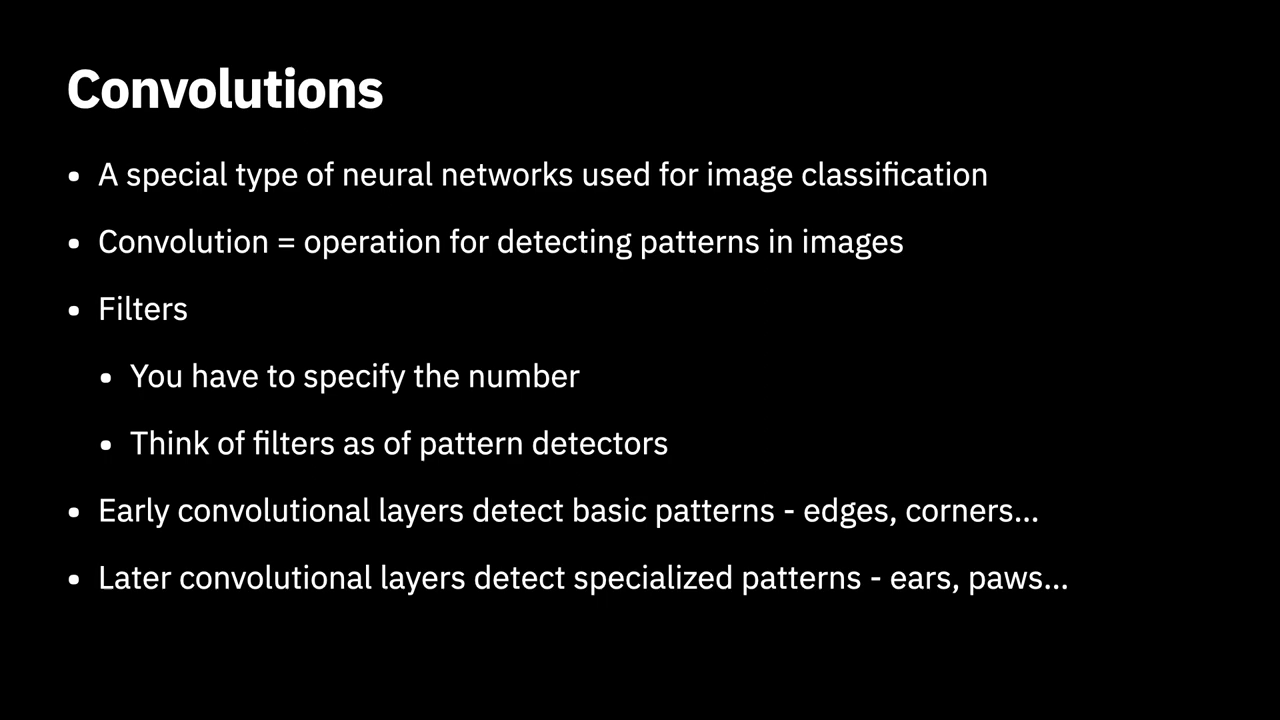 Convolutions
• A special type of neural networks used for image classification
• Convolution = operation for detecting patterns in images
• Filters
• You have to specify the number
• Think of filters as of pattern detectors
• Early convolutional layers detect basic patterns - edges, corners...
• Later convolutional layers detect specialized patterns - ears, paws...